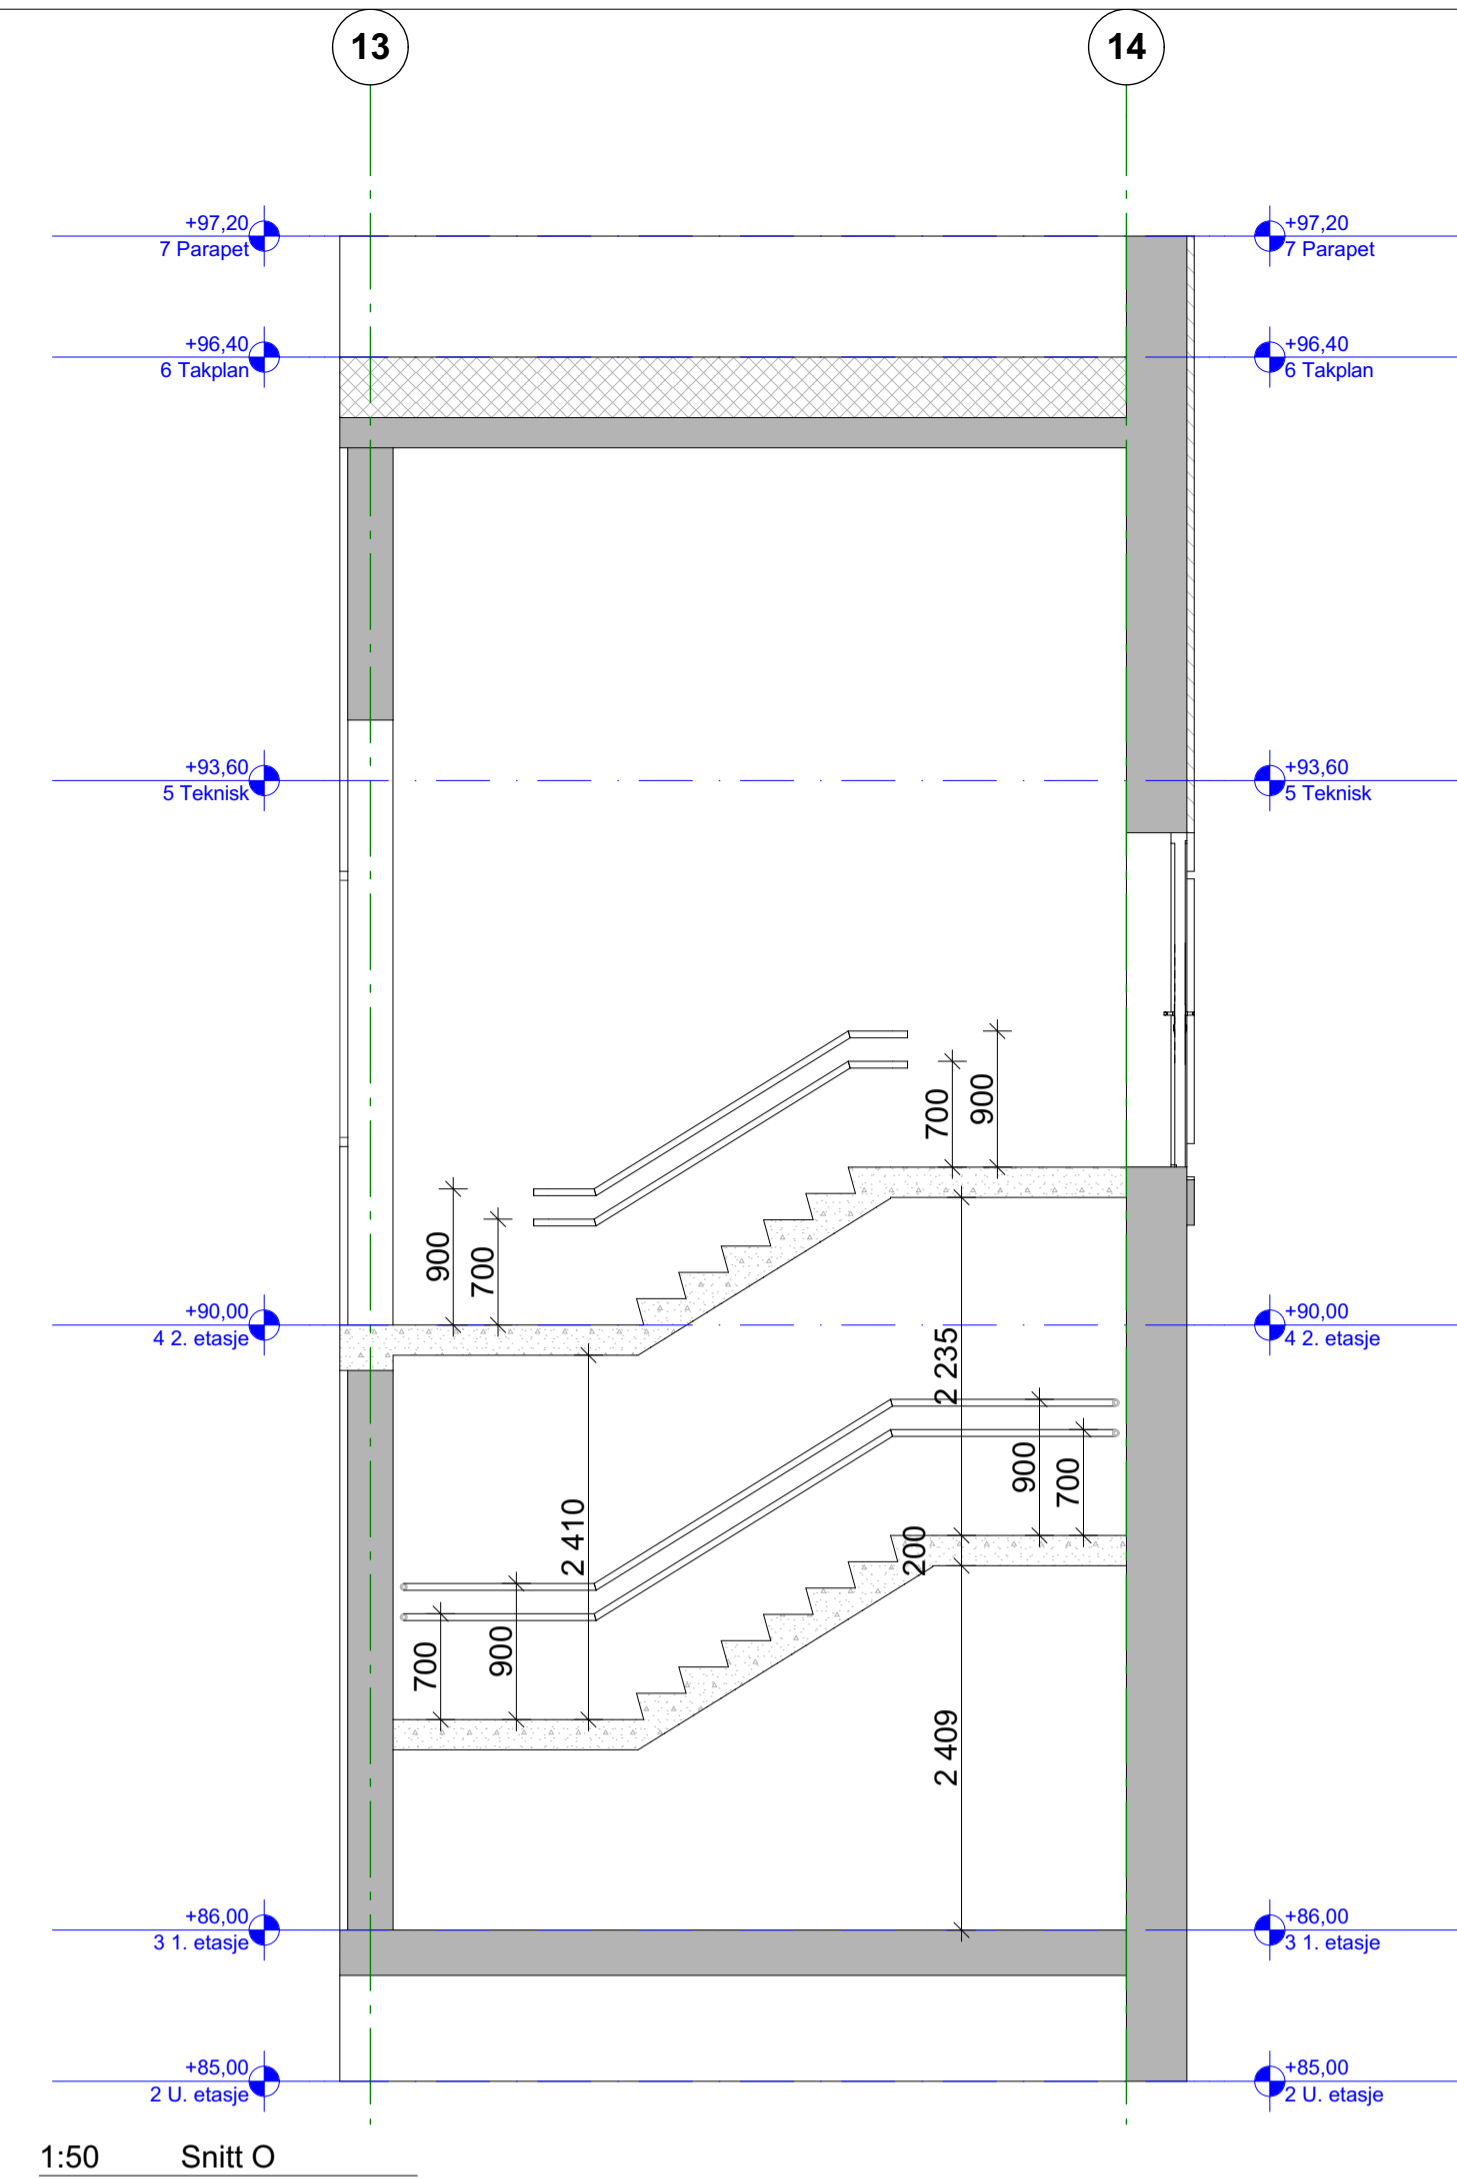 13
14
+97,20
7 Parapet
+97,20
7 Parapet
+96,40
6 Takplan
+96,40
6 Takplan
+93,60
5 Teknisk
+93,60
5 Teknisk
700
900
900
700
+90,00
4 2. etasje
+90,00
4 2. etasje
2 235
900
700
2 410
200
700
900
2 409
+86,00
3 1. etasje
+86,00
3 1. etasje
+85,00
2 U. etasje
+85,00
2 U. etasje
1:50 Snitt O